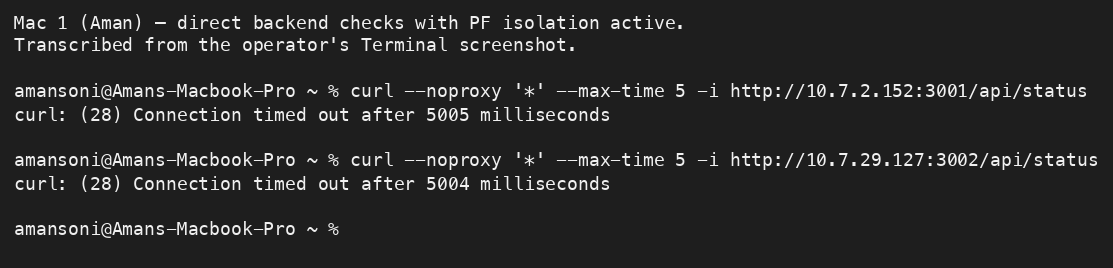 Mac 1 (Aman) — direct backend checks with PF isolation active.
Transcribed from the operator's Terminal screenshot.
amansoni@Amans-Macbook-Pro ~ % curl --noproxy '*' --max-time 5 -i http://10.7.2.152:3001/api/status
curl: (28) Connection timed out after 5005 milliseconds
amansoni@Amans-Macbook-Pro ~ % curl --noproxy '*' --max-time 5 -i http://10.7.29.127:3002/api/status
curl: (28) Connection timed out after 5004 milliseconds
amansoni@Amans-Macbook-Pro ~ %